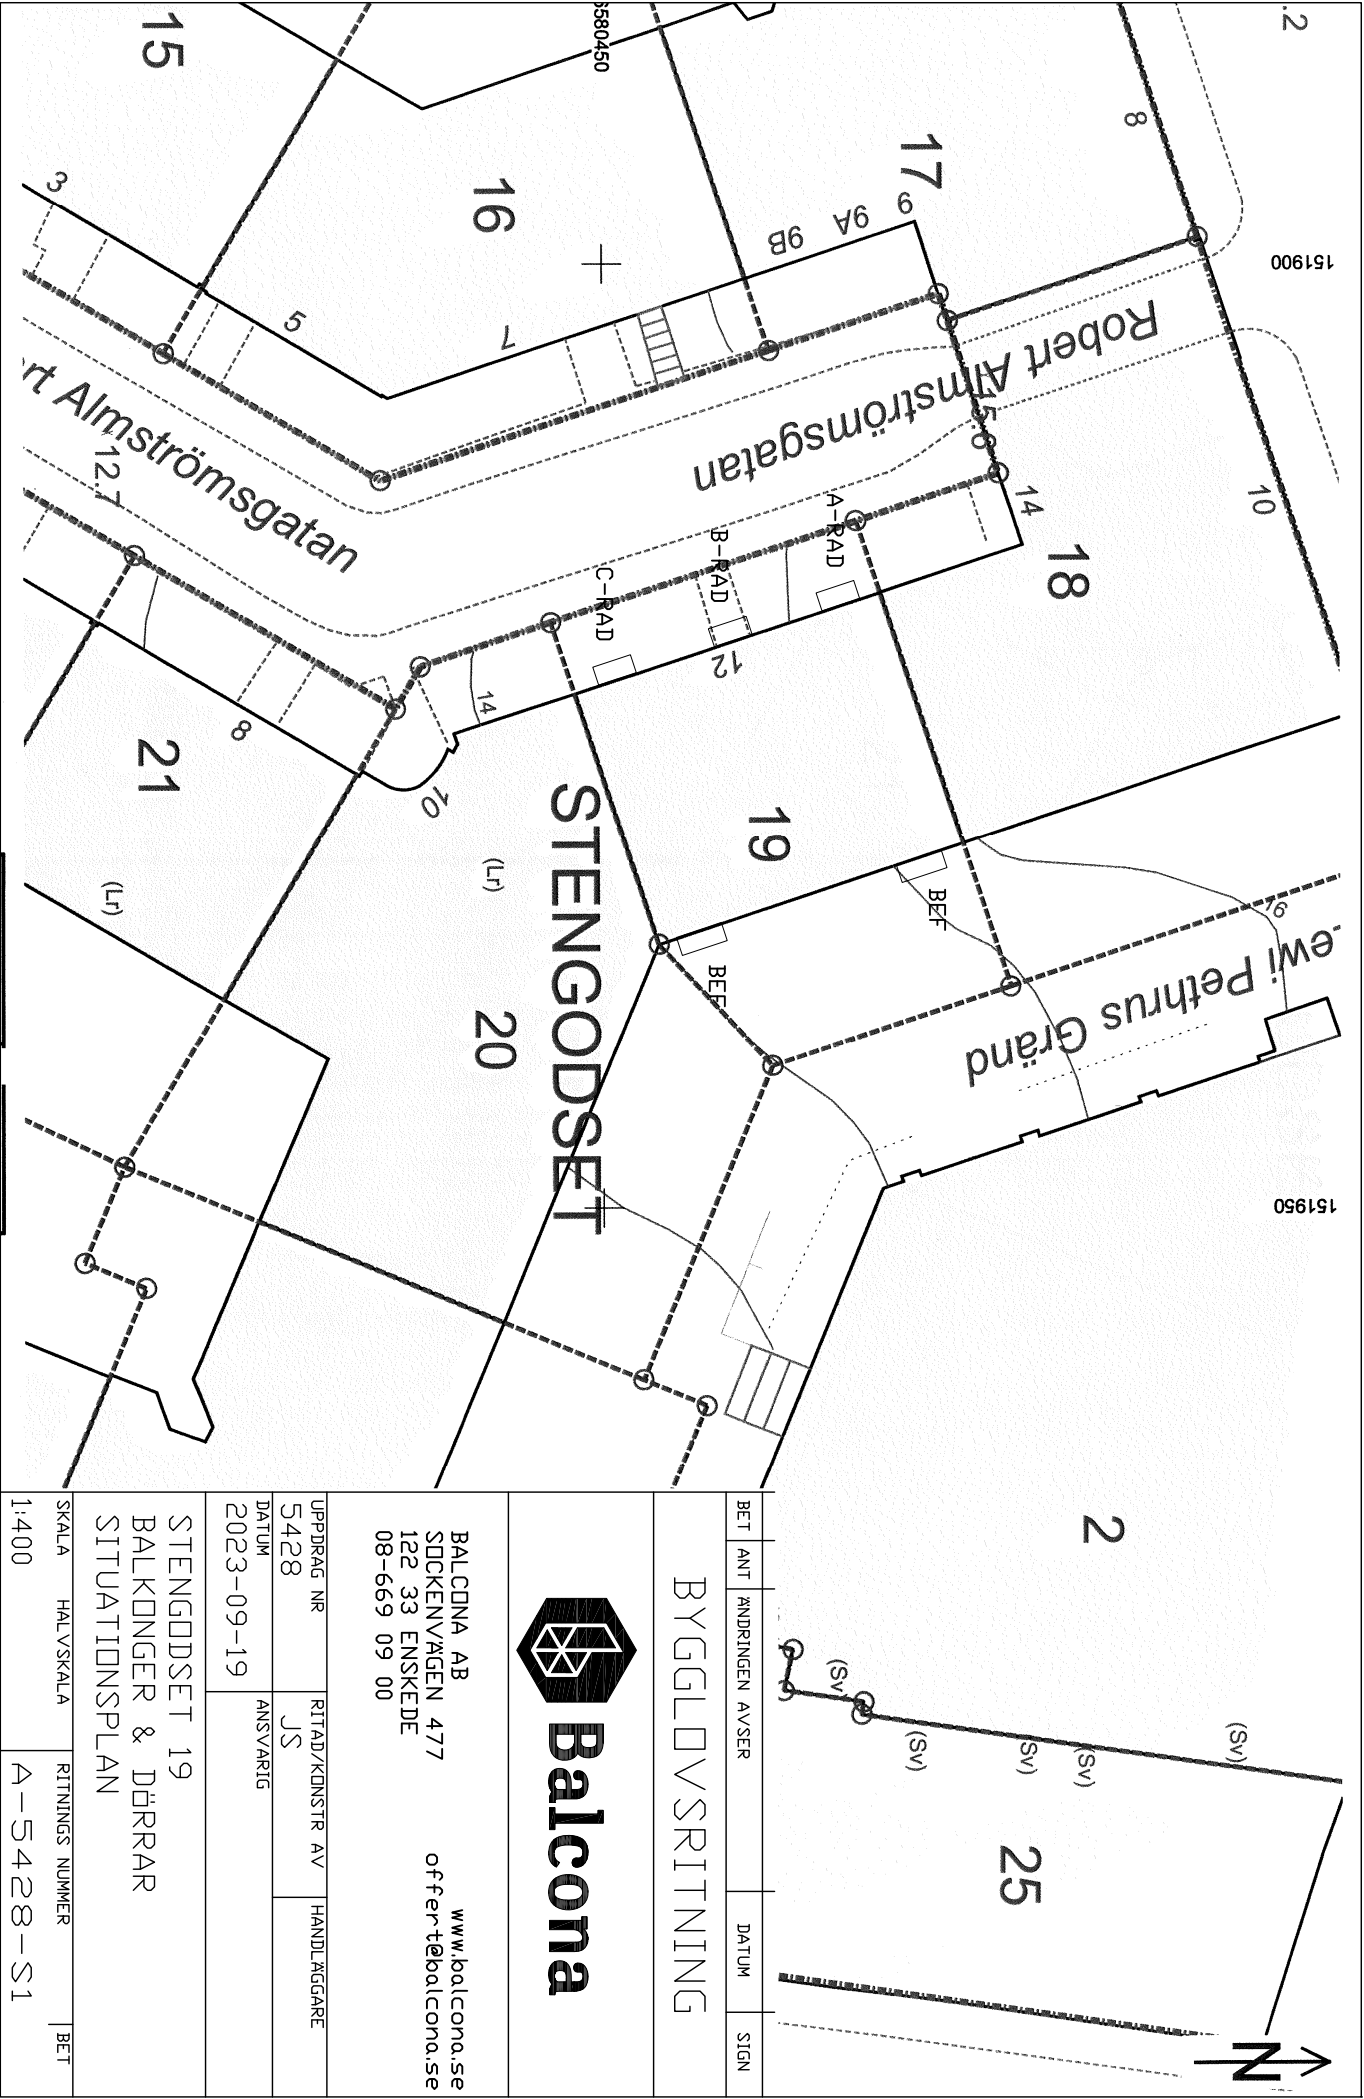 .2
15
16
17
8
3
5
7
9B
9A
9
6580450
151900
Robert Almströmsgatan
15.6
rt Almströmsgatan
12.7
10
14
18
A-RAD
B-RAD
C-RAD
12
14
10
8
21
19
STENGODSET
20
(Lr)
(Lr)
BEF
BEF
16
Lewi Pethrus Gränd
151950
2
25
(Sv)
(Sv)
(Sv)
(Sv)
(Sv)
N
BET ANT ÄNDRINGEN AVSER DATUM SIGN
BYGGLOVSRITNING
Balcona
BALCONA AB
SOCKENVÄGEN 477
122 33 ENSKEDE
08-669 09 00
www.balcona.se
offert@balcona.se
UPPDRAG NR
5428
RITAD/KONSTR AV
JS
HANDLÄGGARE
DATUM
2023-09-19
ANSVARIG
STENGODSET 19
BALKONGER & DÖRRAR
SITUATIONSPLAN
SKALA HALVSKALA
1:400
RITNINGS NUMMER
A-5428-S1
BET